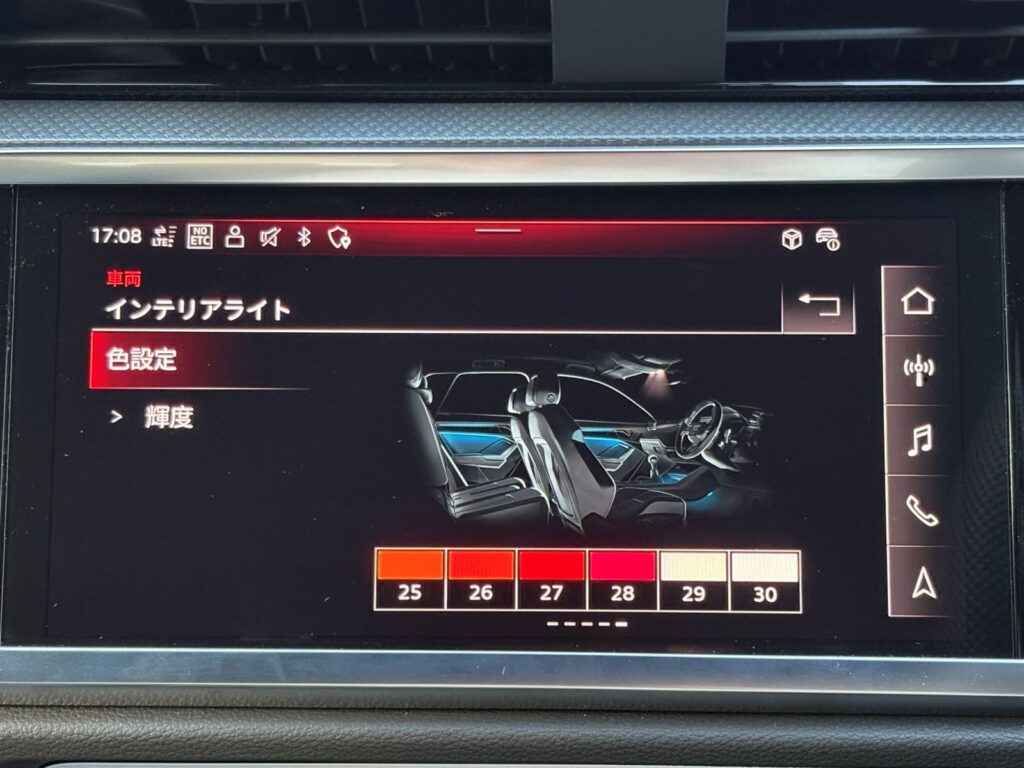 17:08 LTE NO ETC
車両
インテリアライト
色設定
> 輝度
25 26 27 28 29 30